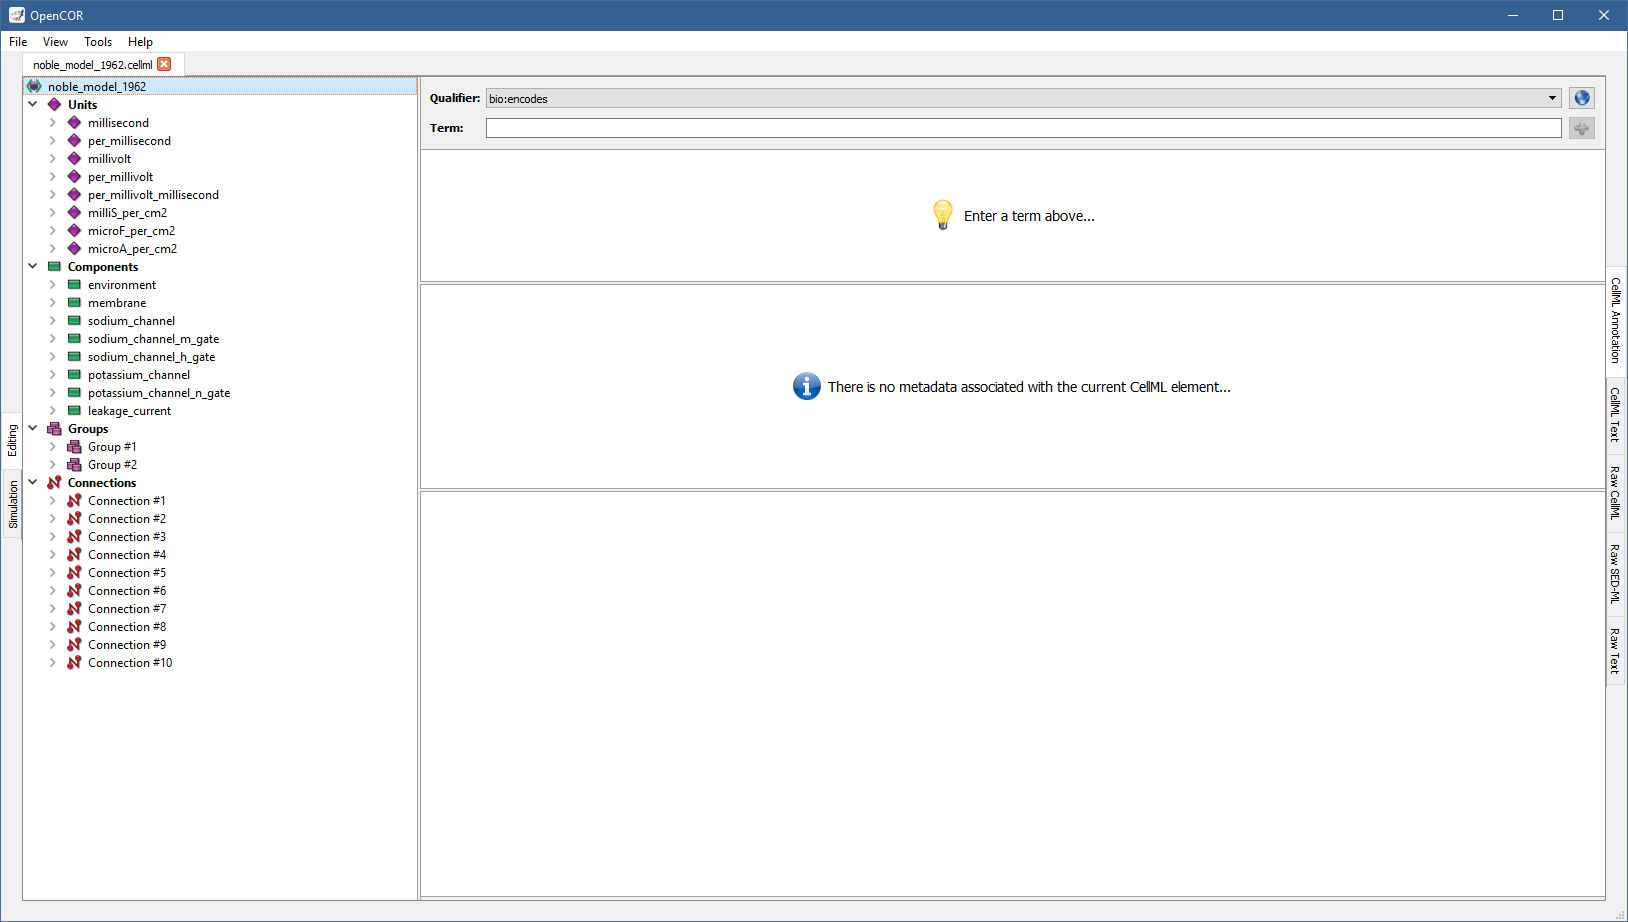 OpenCOR
File View Tools Help
noble_model_1962.cellml
noble_model_1962
Units
millisecond
per_millisecond
millivolt
per_millivolt
per_millivolt_millisecond
milliS_per_cm2
microF_per_cm2
microA_per_cm2
Components
environment
membrane
sodium_channel
sodium_channel_m_gate
sodium_channel_h_gate
potassium_channel
potassium_channel_n_gate
leakage_current
Groups
Group #1
Group #2
Connections
Connection #1
Connection #2
Connection #3
Connection #4
Connection #5
Connection #6
Connection #7
Connection #8
Connection #9
Connection #10
Editing
Simulation
Qualifier: bio:encodes
Term:
Enter a term above...
There is no metadata associated with the current CellML element...
CellML Annotation
CellML Text
Raw CellML
Raw SED-ML
Raw Text